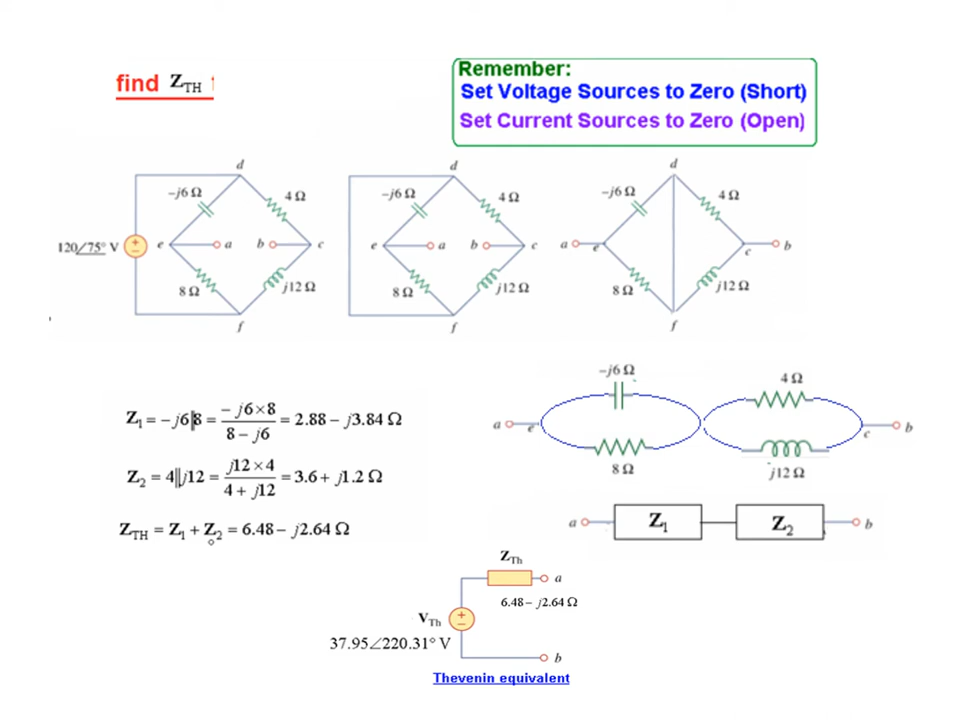 find Z_TH
Remember:
Set Voltage Sources to Zero (Short)
Set Current Sources to Zero (Open)
d
−j6 Ω
4 Ω
120∠75° V
+
−
e
a
b
c
8 Ω
j12 Ω
f
d
−j6 Ω
4 Ω
e
a
b
c
8 Ω
j12 Ω
f
d
−j6 Ω
4 Ω
a
e
b
c
8 Ω
j12 Ω
f
Z₁ = −j6||8 = (−j6×8)/(8 − j6) = 2.88 − j3.84 Ω
Z₂ = 4||j12 = (j12×4)/(4 + j12) = 3.6 + j1.2 Ω
Z_TH = Z₁ + Z₂ = 6.48 − j2.64 Ω
−j6 Ω
4 Ω
a
e
c
b
8 Ω
j12 Ω
a
Z₁
Z₂
b
Z_Th
a
6.48 − j2.64 Ω
V_Th
+
−
37.95∠220.31° V
b
Thevenin equivalent